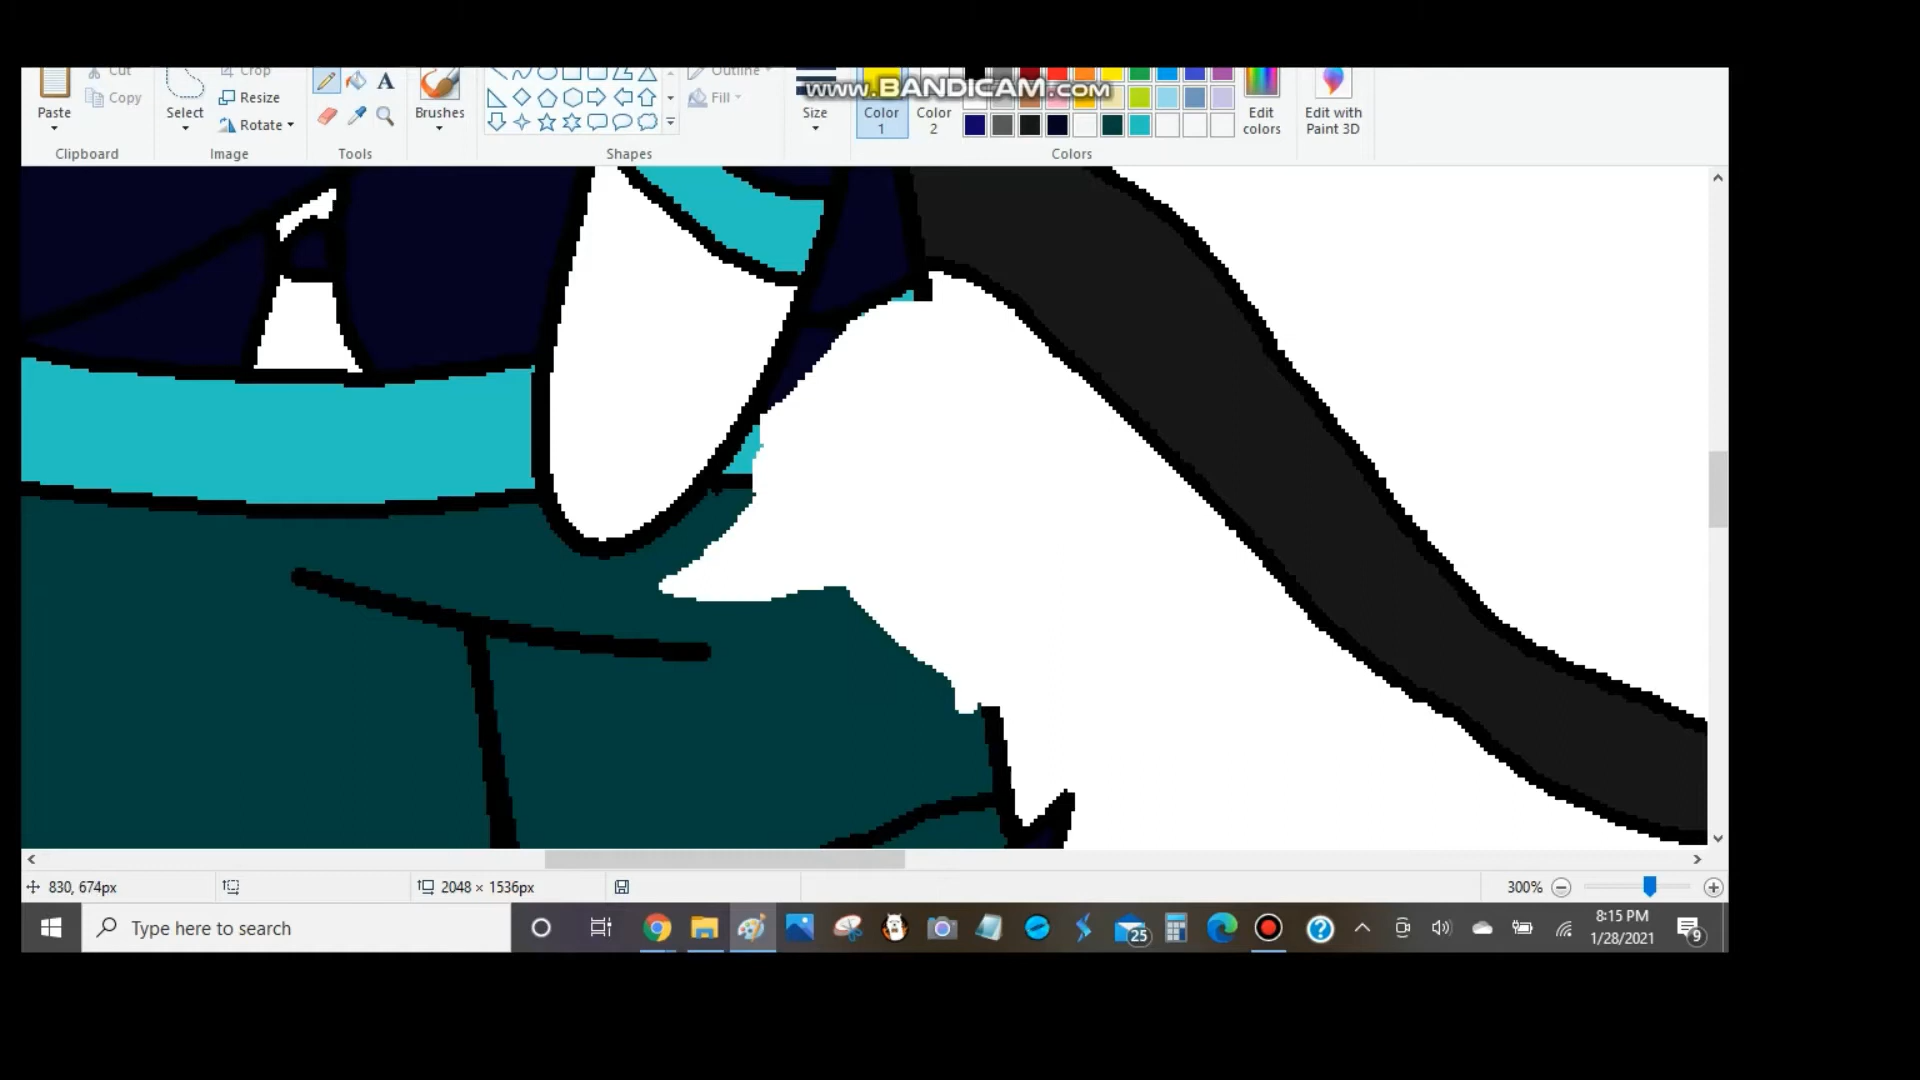 www.BANDICAM.com
Cut
Crop
Outline
Copy
Resize
Fill
Paste
Select
Rotate
Brushes
Size
Color 1
Color 2
Edit colors
Edit with Paint 3D
Clipboard
Image
Tools
Shapes
Colors
830, 674px
2048 × 1536px
300%
Type here to search
25
8:15 PM
1/28/2021
9